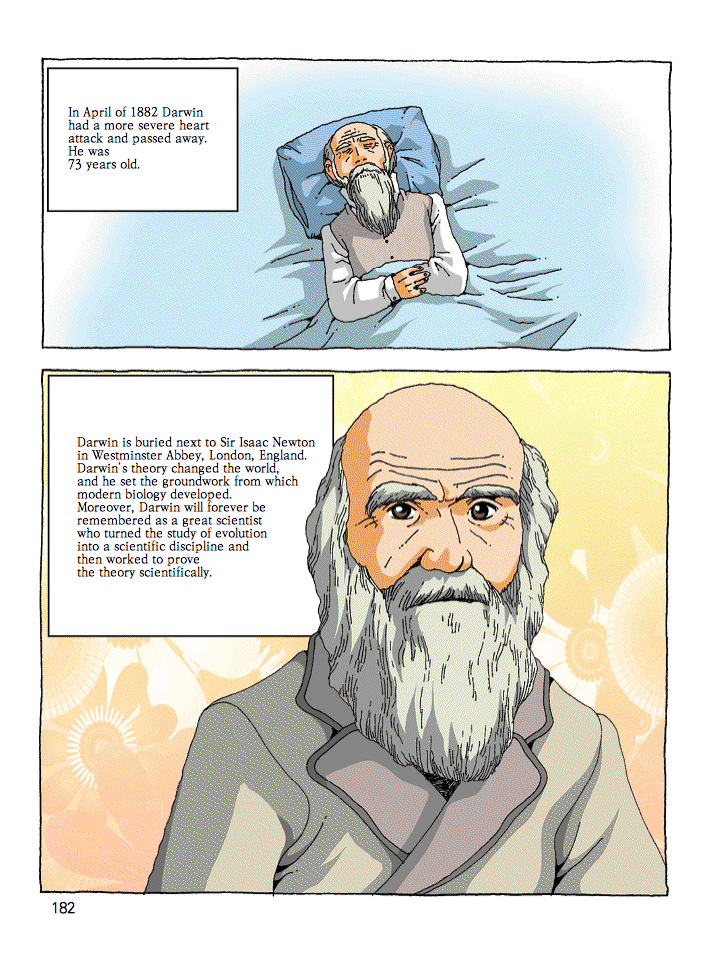 In April of 1882 Darwin
had a more severe heart
attack and passed away.
He was
73 years old.
Darwin is buried next to Sir Isaac Newton
in Westminster Abbey, London, England.
Darwin's theory changed the world,
and he set the groundwork from which
modern biology developed.
Moreover, Darwin will forever be
remembered as a great scientist
who turned the study of evolution
into a scientific discipline and
then worked to prove
the theory scientifically.
182